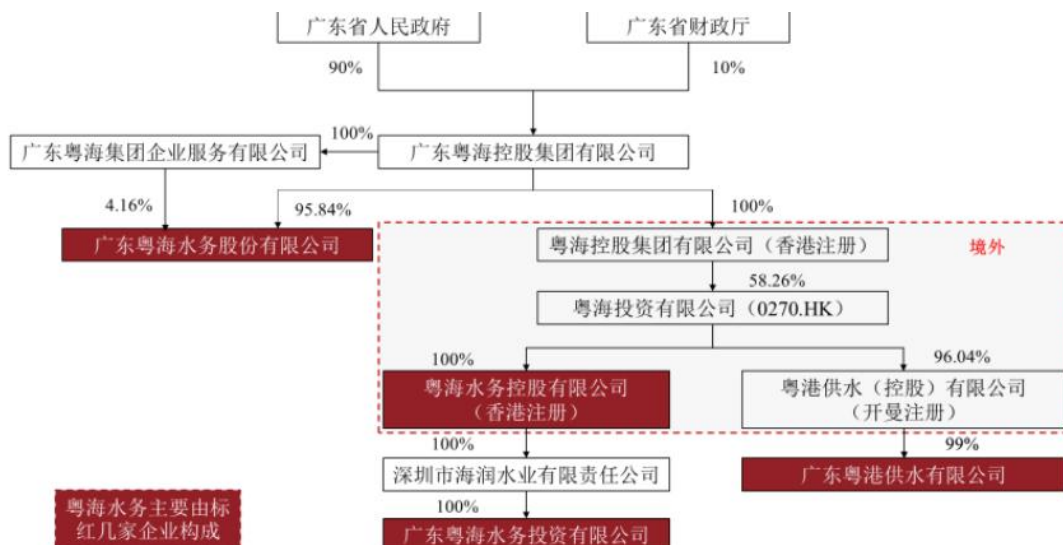 广东省人民政府
广东省财政厅
90%
10%
100%
广东粤海集团企业服务有限公司
广东粤海控股集团有限公司
4.16%
95.84%
100%
广东粤海水务股份有限公司
粤海控股集团有限公司（香港注册）
境外
58.26%
粤海投资有限公司（0270.HK）
100%
96.04%
粤海水务控股有限公司
（香港注册）
粤港供水（控股）有限公司
（开曼注册）
100%
99%
深圳市海润水业有限责任公司
广东粤港供水有限公司
100%
粤海水务主要由标
红几家企业构成
广东粤海水务投资有限公司